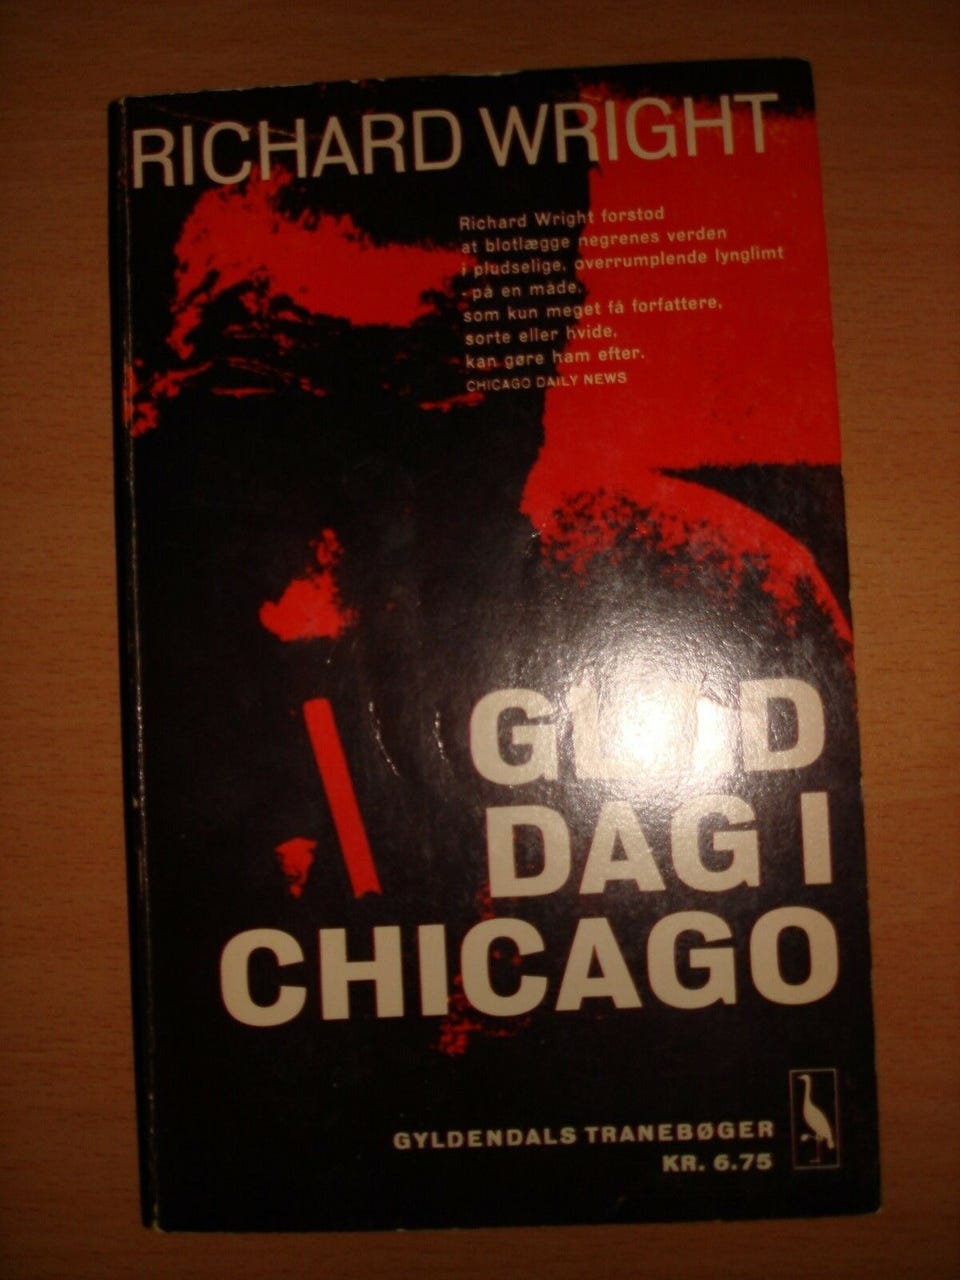 RICHARD WRIGHT
Richard Wright forstod
at blotlægge negrenes verden
i pludselige, overrumplende lynglimt
- på en måde,
som kun meget få forfattere,
sorte eller hvide,
kan gøre ham efter.
CHICAGO DAILY NEWS
GLAD
DAG I
CHICAGO
GYLDENDALS TRANEBØGER
KR. 6.75